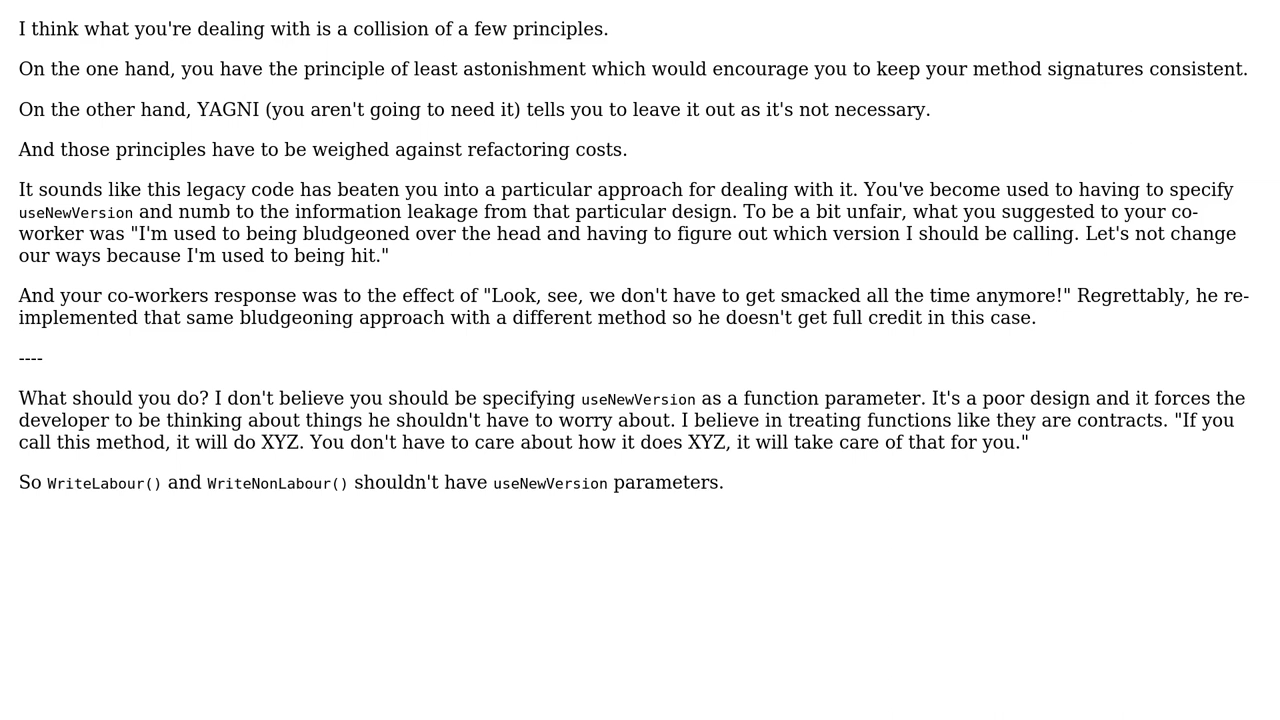 I think what you're dealing with is a collision of a few principles.
On the one hand, you have the principle of least astonishment which would encourage you to keep your method signatures consistent.
On the other hand, YAGNI (you aren't going to need it) tells you to leave it out as it's not necessary.
And those principles have to be weighed against refactoring costs.
It sounds like this legacy code has beaten you into a particular approach for dealing with it. You've become used to having to specify
useNewVersion and numb to the information leakage from that particular design. To be a bit unfair, what you suggested to your co-
worker was "I'm used to being bludgeoned over the head and having to figure out which version I should be calling. Let's not change
our ways because I'm used to being hit."
And your co-workers response was to the effect of "Look, see, we don't have to get smacked all the time anymore!" Regrettably, he re-
implemented that same bludgeoning approach with a different method so he doesn't get full credit in this case.
----
What should you do? I don't believe you should be specifying useNewVersion as a function parameter. It's a poor design and it forces the
developer to be thinking about things he shouldn't have to worry about. I believe in treating functions like they are contracts. "If you
call this method, it will do XYZ. You don't have to care about how it does XYZ, it will take care of that for you."
So WriteLabour() and WriteNonLabour() shouldn't have useNewVersion parameters.